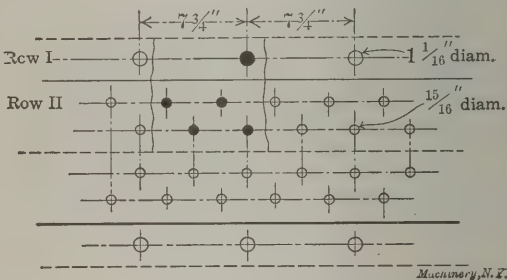 7 3/4" 7 3/4"
Row I 1 1/16" diam.
Row II 15/16" diam.
Machinery, N.Y.